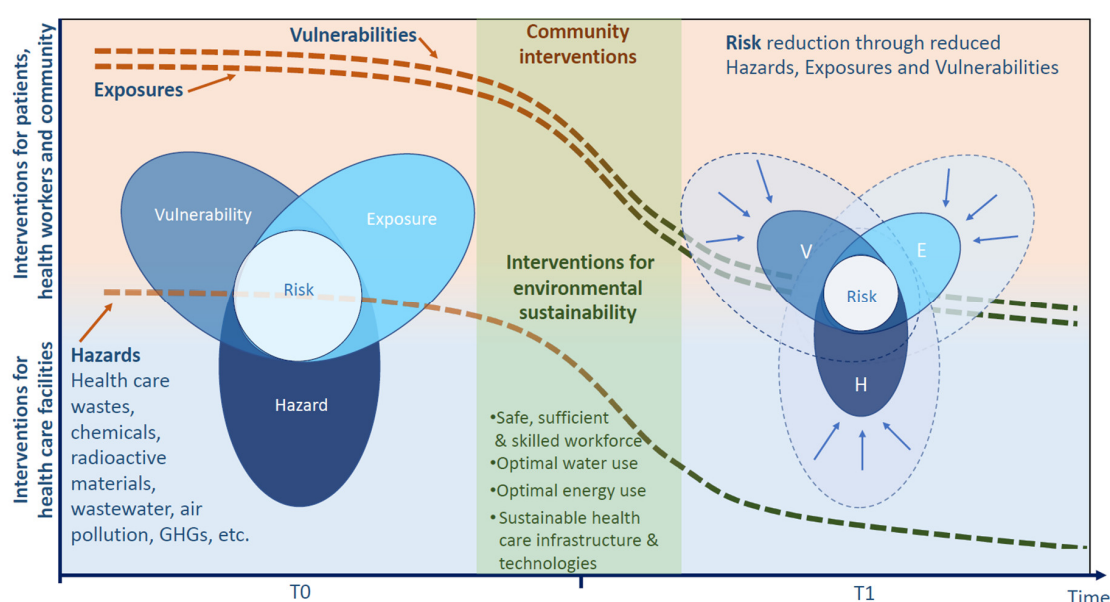 Interventions for patients,
health workers and community
Interventions for
health care facilities
Vulnerabilities
Exposures
Vulnerability
Exposure
Risk
Hazard
Hazards
Health care
wastes,
chemicals,
radioactive
materials,
wastewater, air
pollution, GHGs, etc.
Community
interventions
Interventions for
environmental
sustainability
•Safe, sufficient
& skilled workforce
•Optimal water use
•Optimal energy use
•Sustainable health
care infrastructure &
technologies
Risk reduction through reduced
Hazards, Exposures and Vulnerabilities
V
E
Risk
H
T0
T1
Time